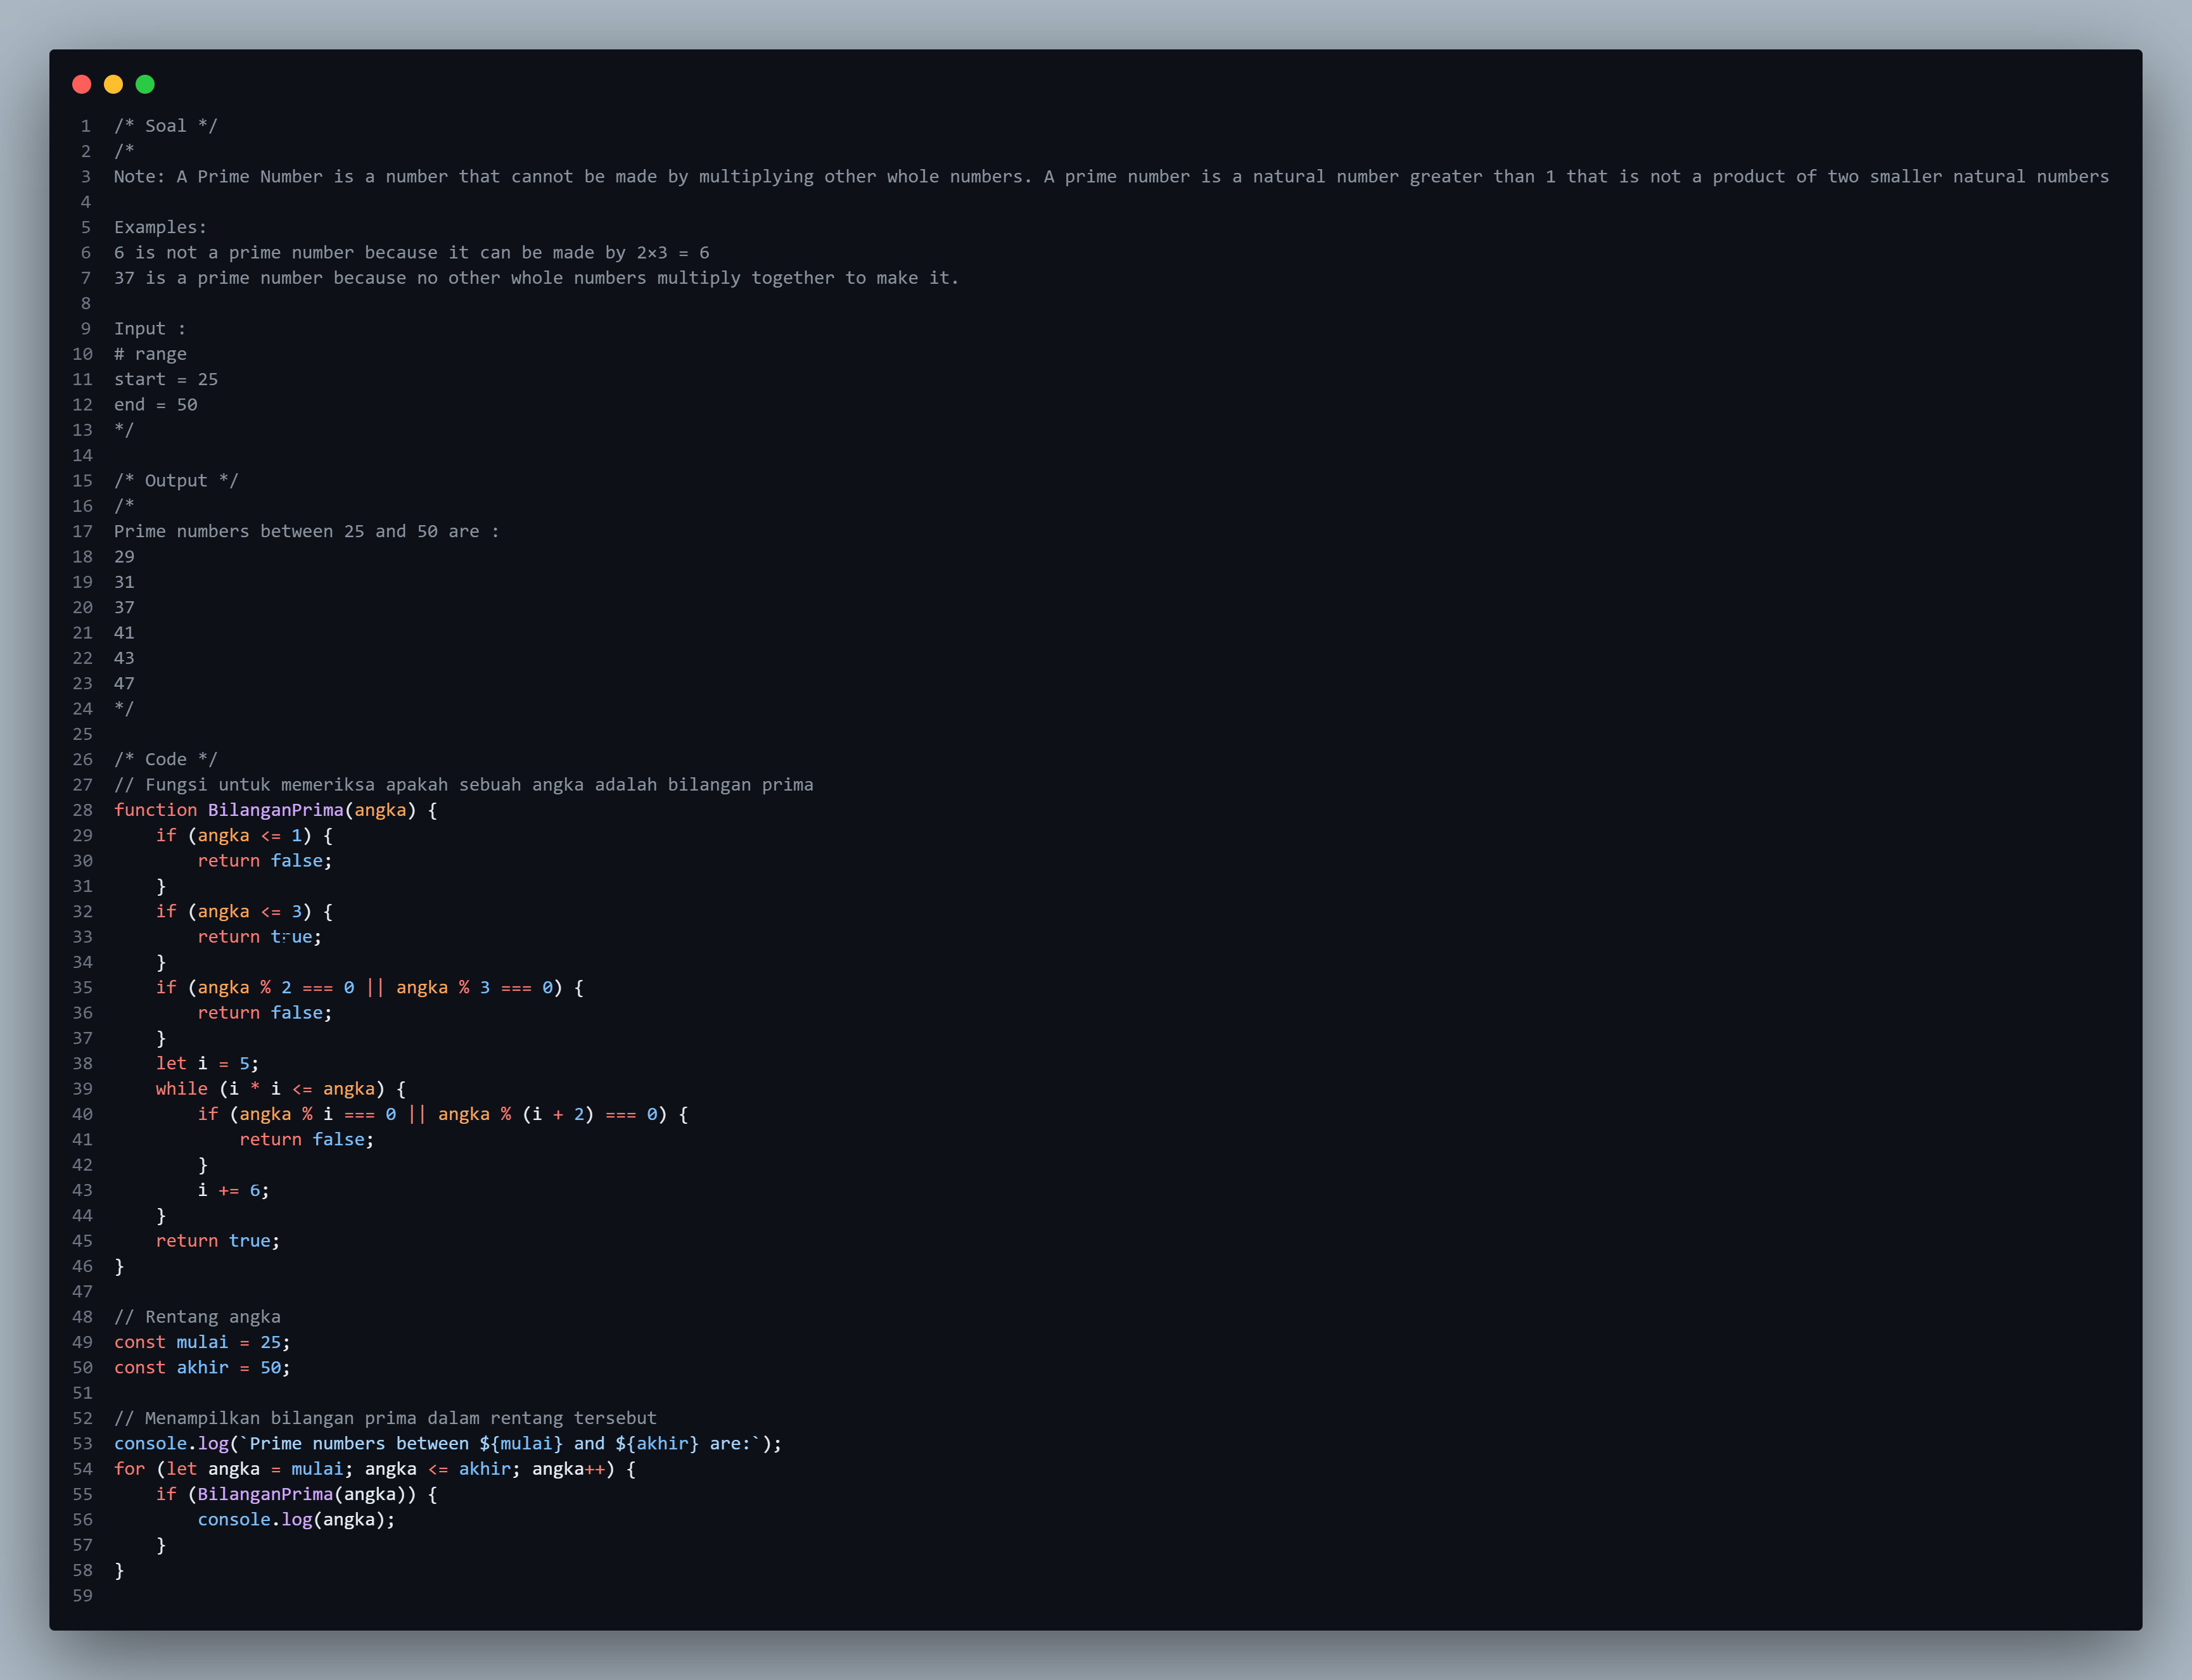 1 /* Soal */
2 /*
3 Note: A Prime Number is a number that cannot be made by multiplying other whole numbers. A prime number is a natural number greater than 1 that is not a product of two smaller natural numbers
4
5 Examples:
6 6 is not a prime number because it can be made by 2×3 = 6
7 37 is a prime number because no other whole numbers multiply together to make it.
8
9 Input :
10 # range
11 start = 25
12 end = 50
13 */
14
15 /* Output */
16 /*
17 Prime numbers between 25 and 50 are :
18 29
19 31
20 37
21 41
22 43
23 47
24 */
25
26 /* Code */
27 // Fungsi untuk memeriksa apakah sebuah angka adalah bilangan prima
28 function BilanganPrima(angka) {
29     if (angka <= 1) {
30         return false;
31     }
32     if (angka <= 3) {
33         return true;
34     }
35     if (angka % 2 === 0 || angka % 3 === 0) {
36         return false;
37     }
38     let i = 5;
39     while (i * i <= angka) {
40         if (angka % i === 0 || angka % (i + 2) === 0) {
41             return false;
42         }
43         i += 6;
44     }
45     return true;
46 }
47
48 // Rentang angka
49 const mulai = 25;
50 const akhir = 50;
51
52 // Menampilkan bilangan prima dalam rentang tersebut
53 console.log(`Prime numbers between ${mulai} and ${akhir} are:`);
54 for (let angka = mulai; angka <= akhir; angka++) {
55     if (BilanganPrima(angka)) {
56         console.log(angka);
57     }
58 }
59